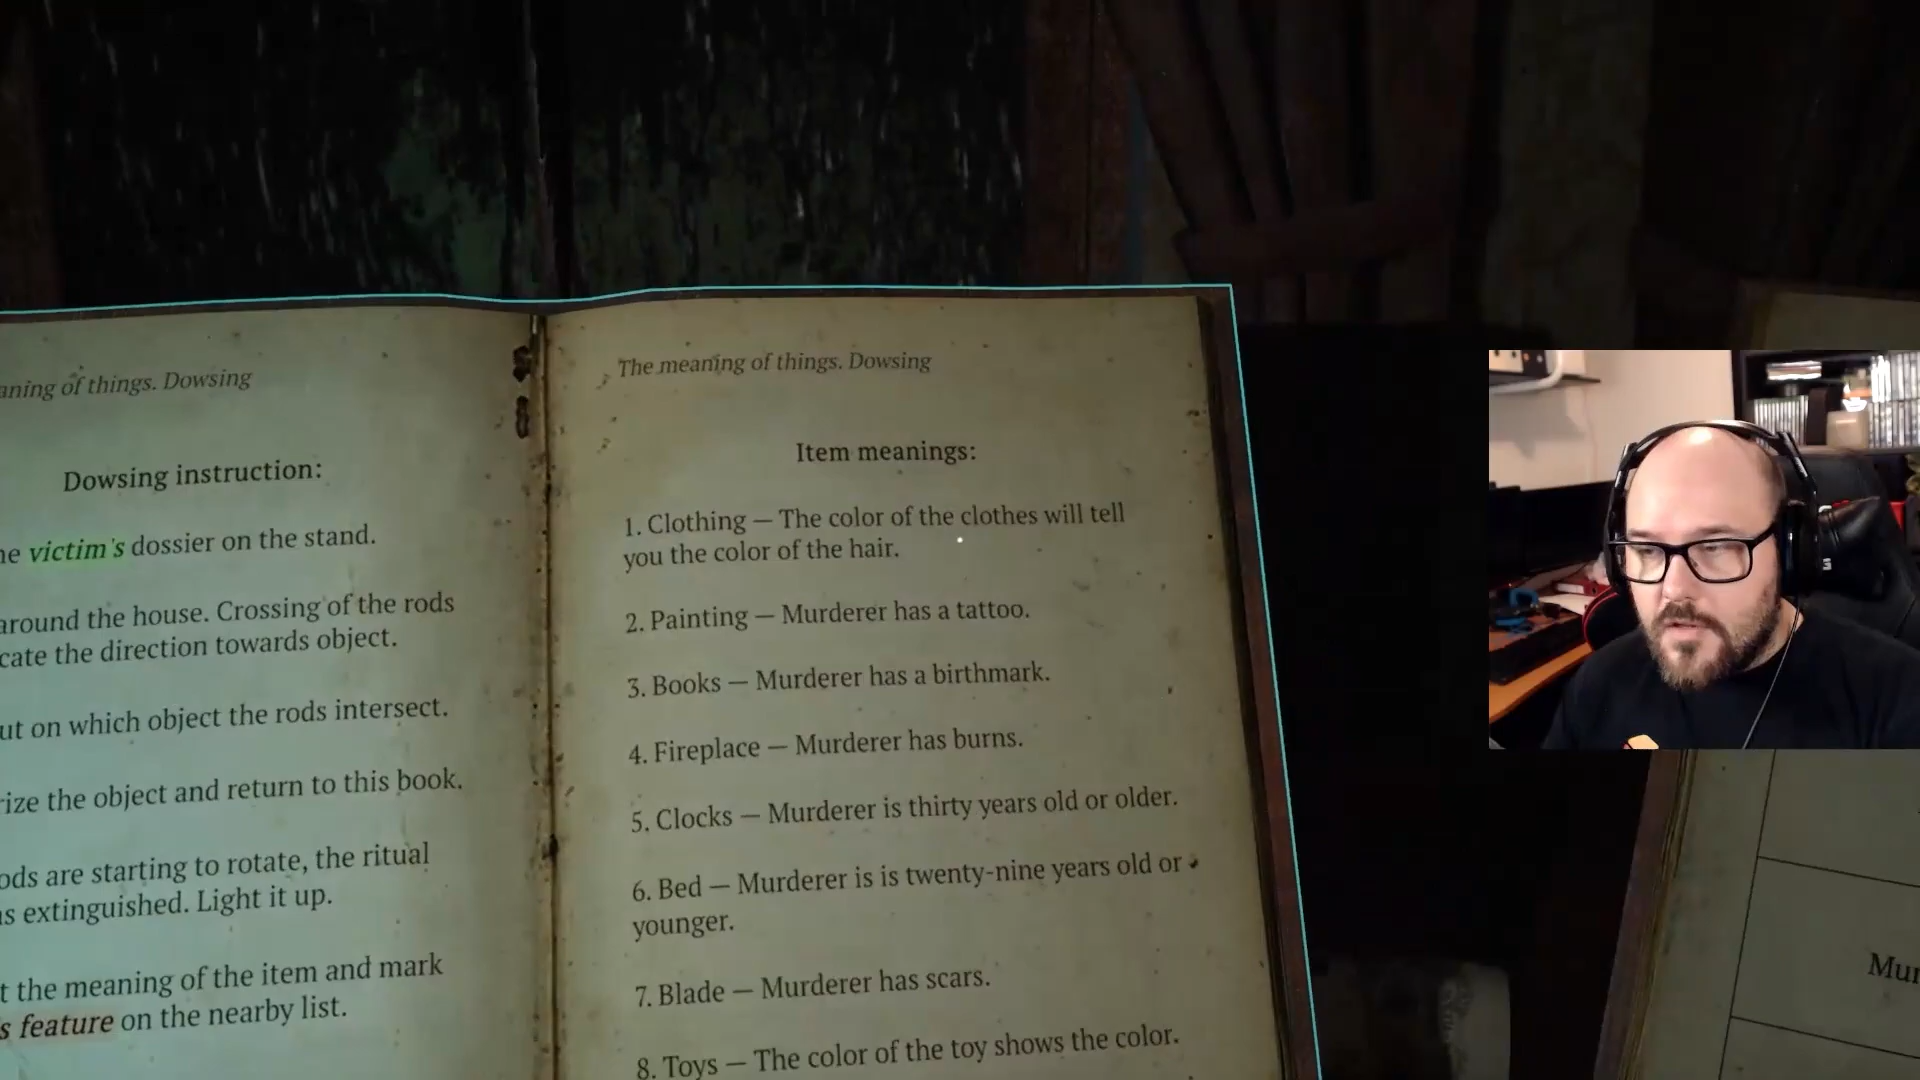 aning of things. Dowsing
Dowsing instruction:
ne victim's dossier on the stand.
around the house. Crossing of the rods
cate the direction towards object.
ut on which object the rods intersect.
rize the object and return to this book.
ods are starting to rotate, the ritual
as extinguished. Light it up.
t the meaning of the item and mark
s feature on the nearby list.
The meaning of things. Dowsing
Item meanings:
1. Clothing — The color of the clothes will tell
you the color of the hair.
2. Painting — Murderer has a tattoo.
3. Books — Murderer has a birthmark.
4. Fireplace — Murderer has burns.
5. Clocks — Murderer is thirty years old or older.
6. Bed — Murderer is is twenty-nine years old or
younger.
7. Blade — Murderer has scars.
8. Toys — The color of the toy shows the color.
Mur